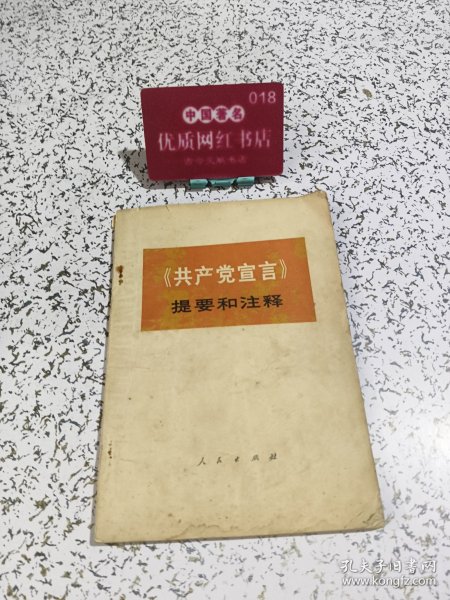 018
中国著名
优质网红书店
《共产党宣言》
提要和注释
人民出版社
孔夫子旧书网
www.kongfz.com